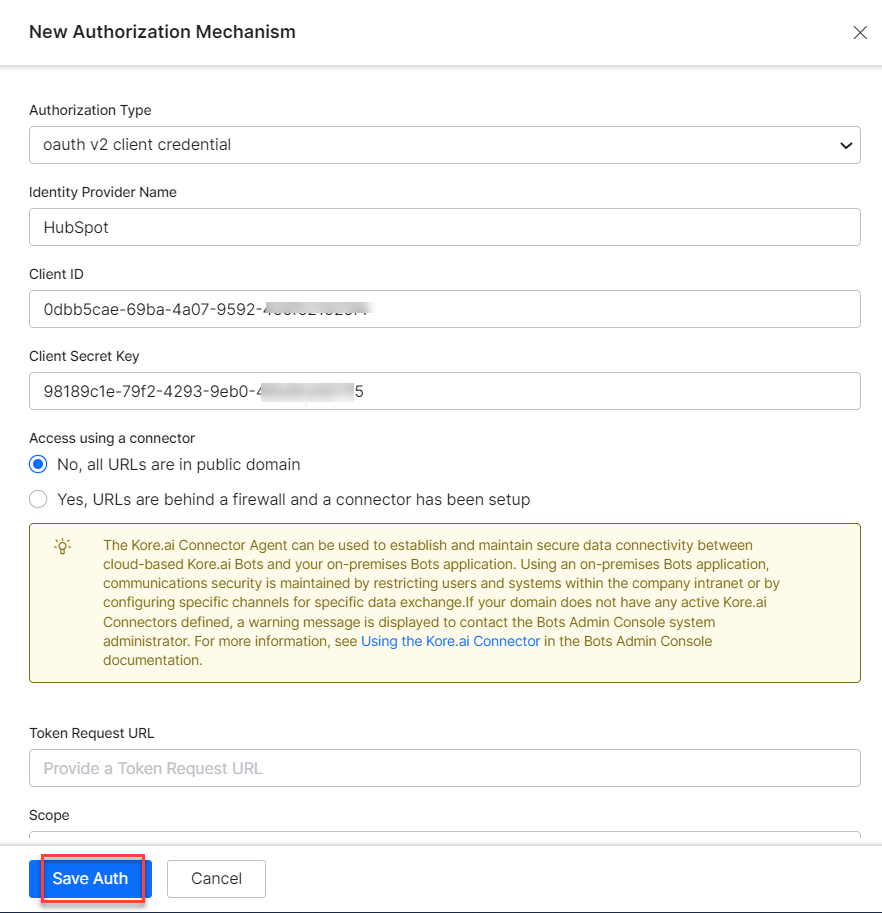 New Authorization Mechanism
Authorization Type
oauth v2 client credential
Identity Provider Name
HubSpot
Client ID
0dbb5cae-69ba-4a07-9592-
Client Secret Key
98189c1e-79f2-4293-9eb0-4 5
Access using a connector
No, all URLs are in public domain
Yes, URLs are behind a firewall and a connector has been setup
The Kore.ai Connector Agent can be used to establish and maintain secure data connectivity between
cloud-based Kore.ai Bots and your on-premises Bots application. Using an on-premises Bots application,
communications security is maintained by restricting users and systems within the company intranet or by
configuring specific channels for specific data exchange.If your domain does not have any active Kore.ai
Connectors defined, a warning message is displayed to contact the Bots Admin Console system
administrator. For more information, see Using the Kore.ai Connector in the Bots Admin Console
documentation.
Token Request URL
Provide a Token Request URL
Scope
Save Auth
Cancel